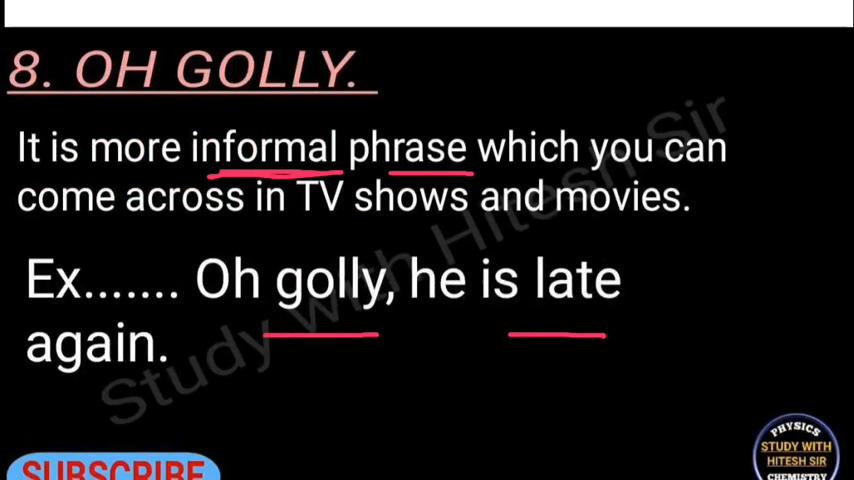 8. OH GOLLY.
It is more informal phrase which you can
come across in TV shows and movies.
Ex....... Oh golly, he is late
again.
Study with Hitesh Sir
SUBSCRIBE
PHYSICS
STUDY WITH
HITESH SIR
CHEMISTRY